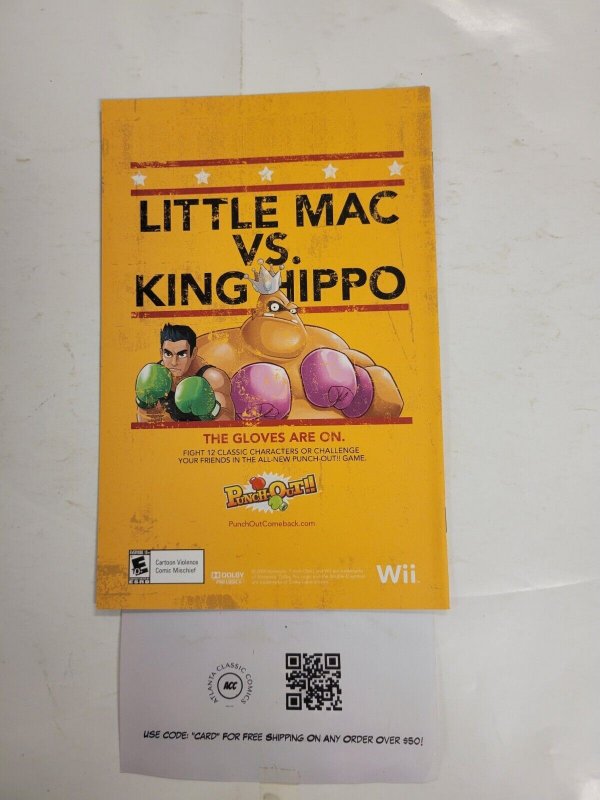 LITTLE MAC
VS.
KING HIPPO
THE GLOVES ARE ON.
FIGHT 12 CLASSIC CHARACTERS OR CHALLENGE
YOUR FRIENDS IN THE ALL-NEW PUNCH-OUT!! GAME.
PUNCH-OUT!!
PunchOutComeback.com
E
Cartoon Violence
Comic Mischief
DOLBY
Wii
ATLANTA CLASSIC COMICS
ACC
USE CODE: "CARD" FOR FREE SHIPPING ON ANY ORDER OVER $50!